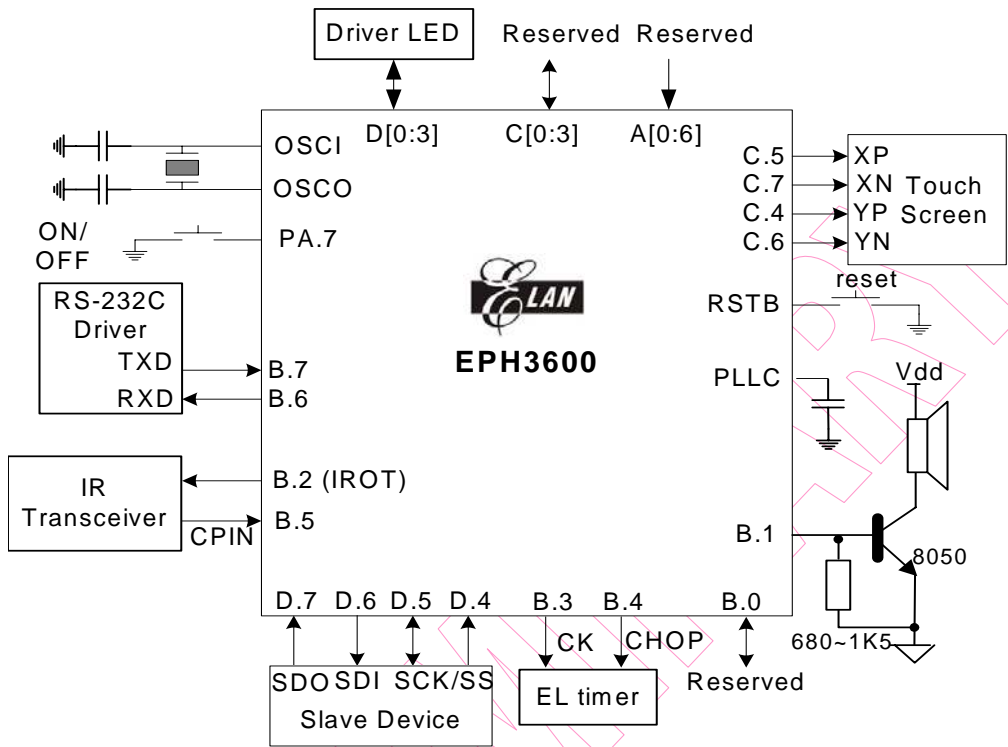 Driver LED
Reserved
Reserved
D[0:3]
C[0:3]
A[0:6]
OSCI
OSCO
ON/
OFF
PA.7
C.5
C.7
C.4
C.6
XP
XN
YP
YN
Touch
Screen
RS-232C
Driver
TXD
RXD
B.7
B.6
ELAN
EPH3600
RSTB
reset
PLLC
Vdd
IR
Transceiver
CPIN
B.2 (IROT)
B.5
B.1
8050
680~1K5
D.7
D.6
D.5
D.4
B.3
B.4
B.0
CK
CHOP
SDO
SDI
SCK/SS
Slave Device
EL timer
Reserved